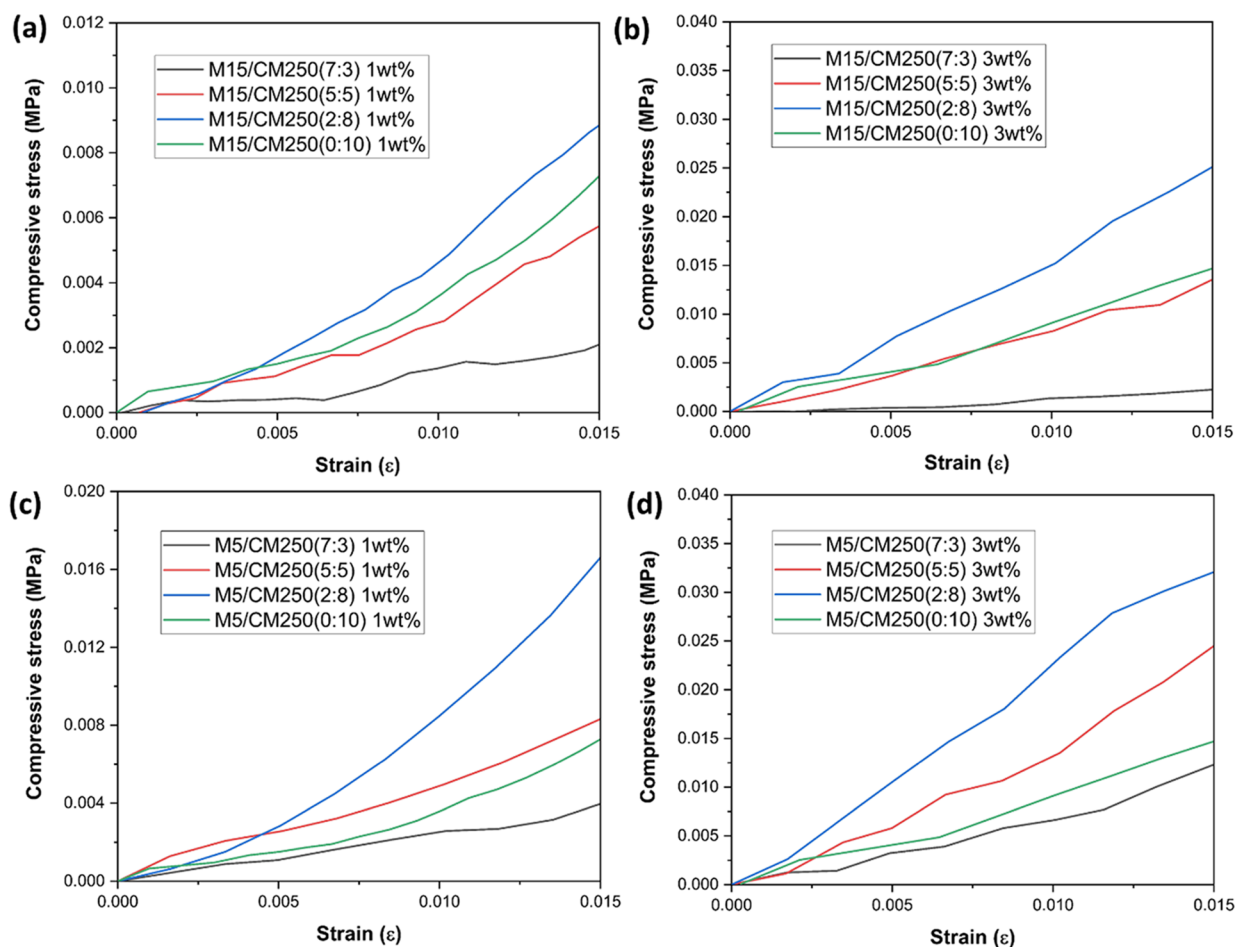 (a)
0.012
0.010
0.008
0.006
0.004
0.002
0.000
Compressive stress (MPa)
M15/CM250(7:3) 1wt%
M15/CM250(5:5) 1wt%
M15/CM250(2:8) 1wt%
M15/CM250(0:10) 1wt%
0.000 0.005 0.010 0.015
Strain (ε)
(b)
0.040
0.035
0.030
0.025
0.020
0.015
0.010
0.005
0.000
Compressive stress (MPa)
M15/CM250(7:3) 3wt%
M15/CM250(5:5) 3wt%
M15/CM250(2:8) 3wt%
M15/CM250(0:10) 3wt%
0.000 0.005 0.010 0.015
Strain (ε)
(c)
0.020
0.016
0.012
0.008
0.004
0.000
Compressive stress (MPa)
M5/CM250(7:3) 1wt%
M5/CM250(5:5) 1wt%
M5/CM250(2:8) 1wt%
M5/CM250(0:10) 1wt%
0.000 0.005 0.010 0.015
Strain (ε)
(d)
0.040
0.035
0.030
0.025
0.020
0.015
0.010
0.005
0.000
Compressive stress (MPa)
M5/CM250(7:3) 3wt%
M5/CM250(5:5) 3wt%
M5/CM250(2:8) 3wt%
M5/CM250(0:10) 3wt%
0.000 0.005 0.010 0.015
Strain (ε)